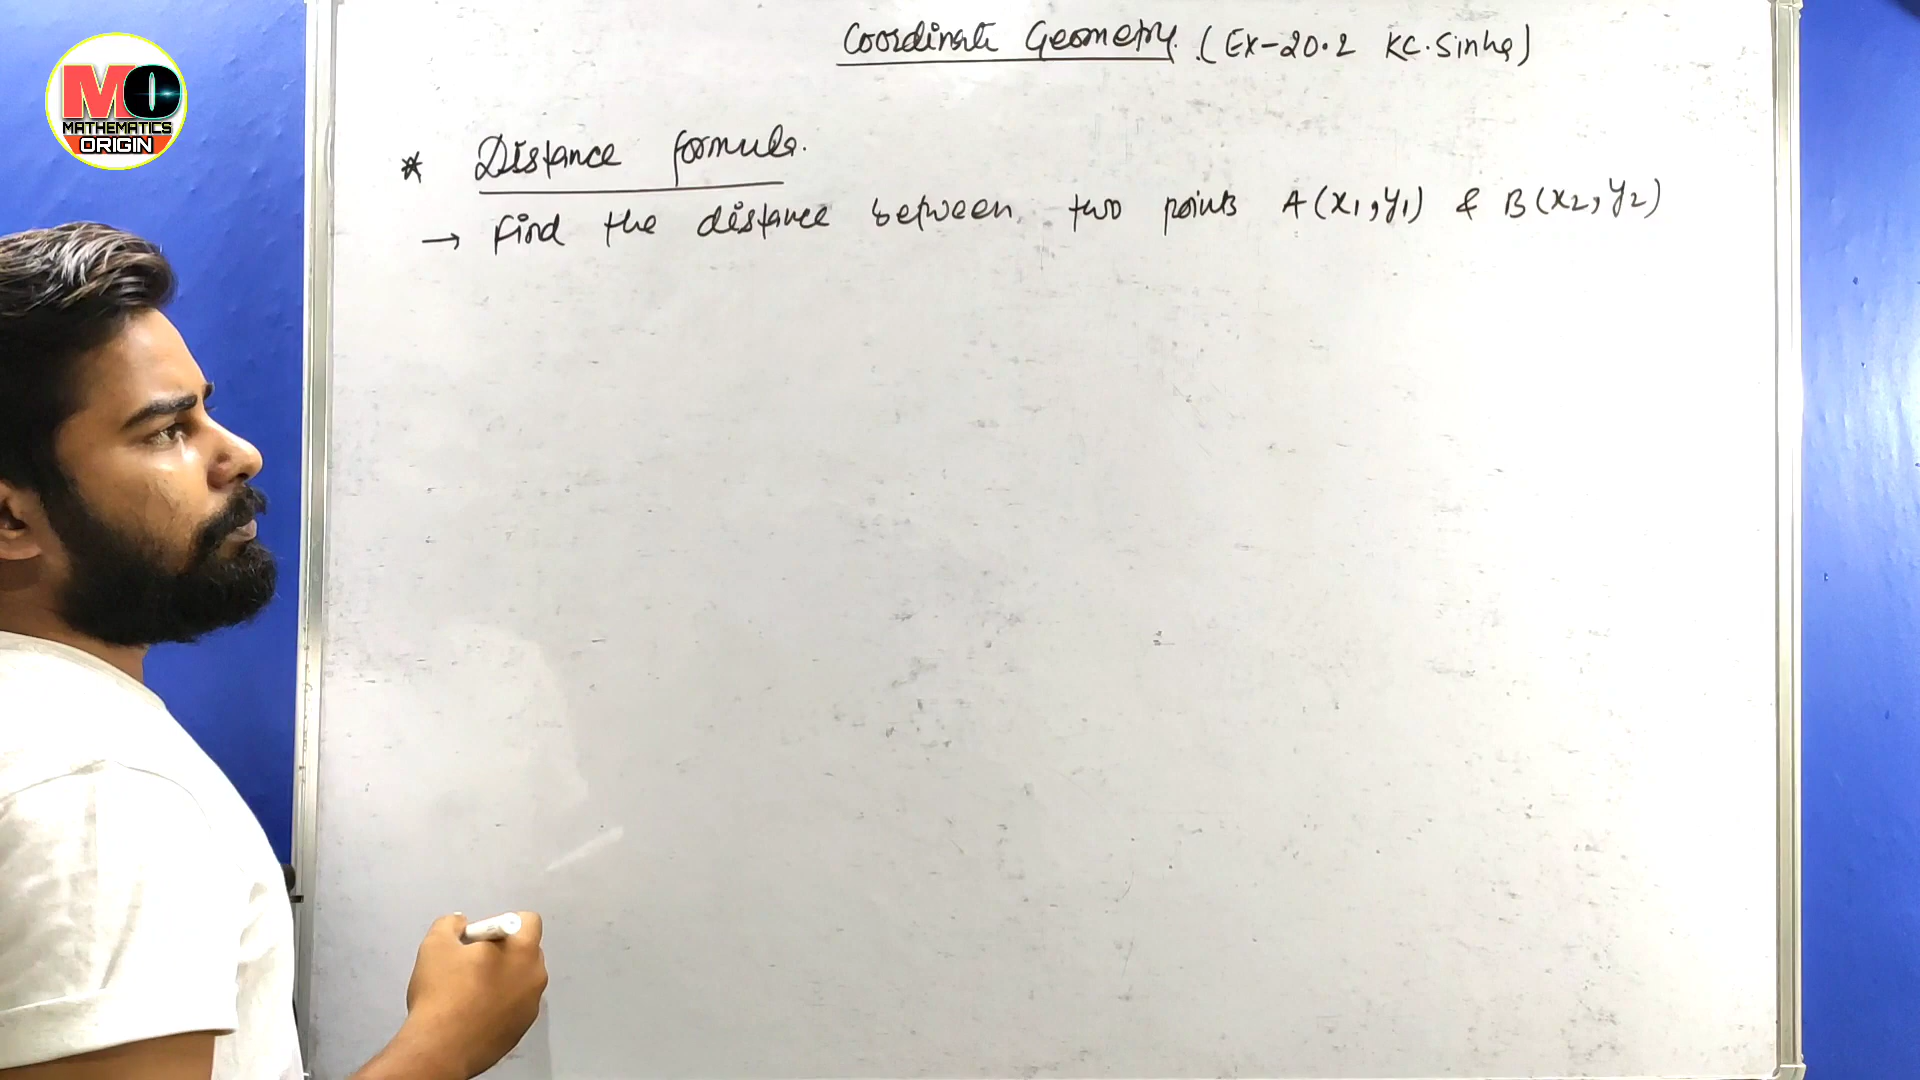 MO
MATHEMATICS
ORIGIN
Coordinate Geometry. (Ex-20.2 KC.Sinha)
* Distance formula.
→ Find the distance between two points A(x1,y1) & B(x2,y2)